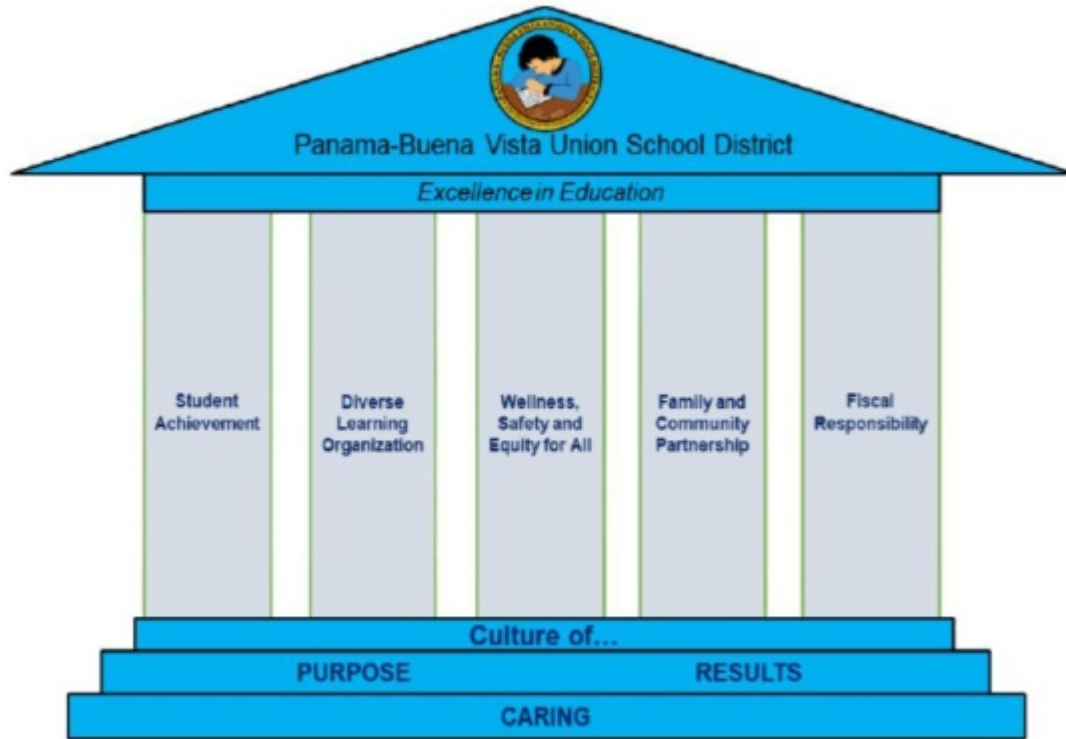 Panama-Buena Vista Union School District
Excellence in Education
Student
Achievement
Diverse
Learning
Organization
Wellness,
Safety and
Equity for All
Family and
Community
Partnership
Fiscal
Responsibility
Culture of...
PURPOSE RESULTS
CARING